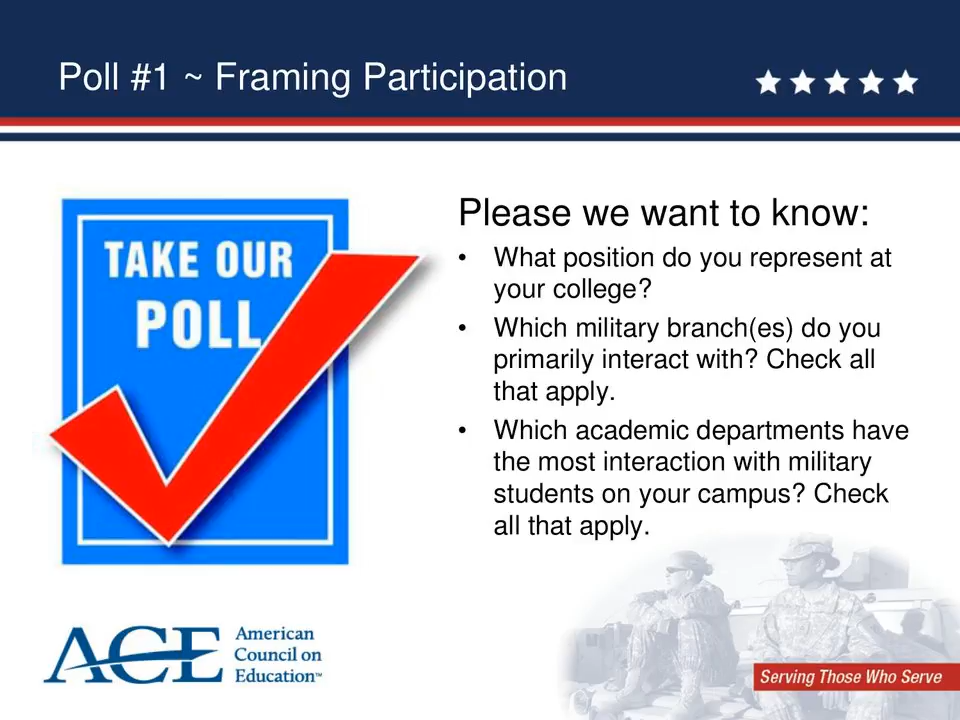 Poll #1 ~ Framing Participation
TAKE OUR
POLL
Please we want to know:
• What position do you represent at
your college?
• Which military branch(es) do you
primarily interact with? Check all
that apply.
• Which academic departments have
the most interaction with military
students on your campus? Check
all that apply.
ACE
American
Council on
Education™
Serving Those Who Serve